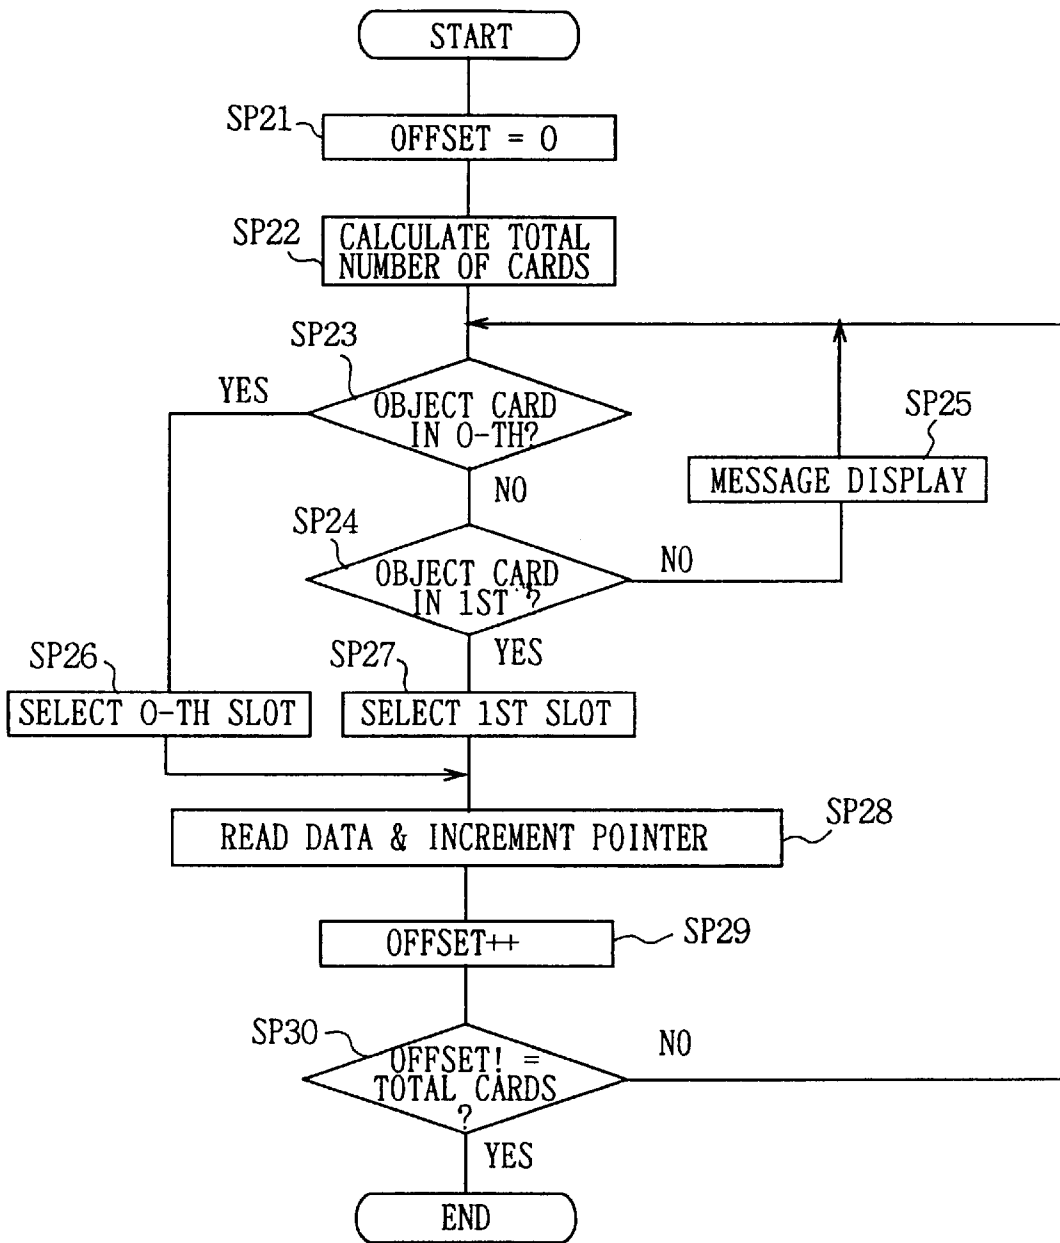 START
SP21
OFFSET = 0
SP22
CALCULATE TOTAL
NUMBER OF CARDS
SP23
YES
OBJECT CARD
IN 0-TH?
NO
SP25
MESSAGE DISPLAY
SP24
OBJECT CARD
IN 1ST ?
NO
YES
SP26
SELECT 0-TH SLOT
SP27
SELECT 1ST SLOT
READ DATA & INCREMENT POINTER
SP28
OFFSET++
SP29
SP30
OFFSET! =
TOTAL CARDS
?
NO
YES
END